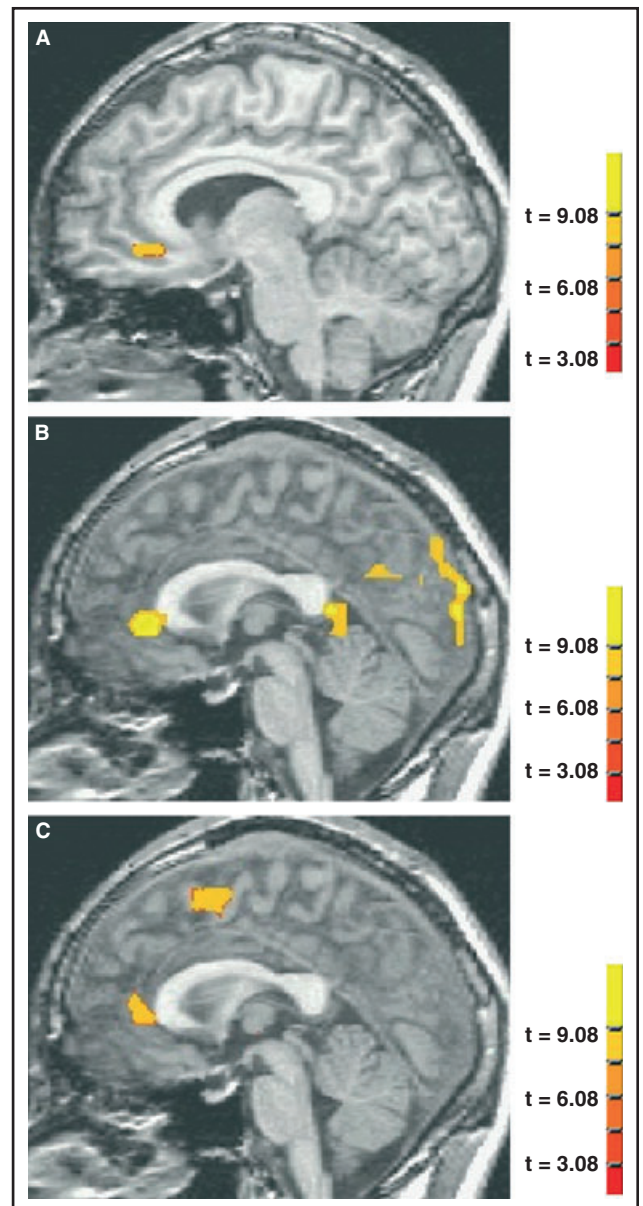 A
t = 9.08
t = 6.08
t = 3.08
B
t = 9.08
t = 6.08
t = 3.08
C
t = 9.08
t = 6.08
t = 3.08